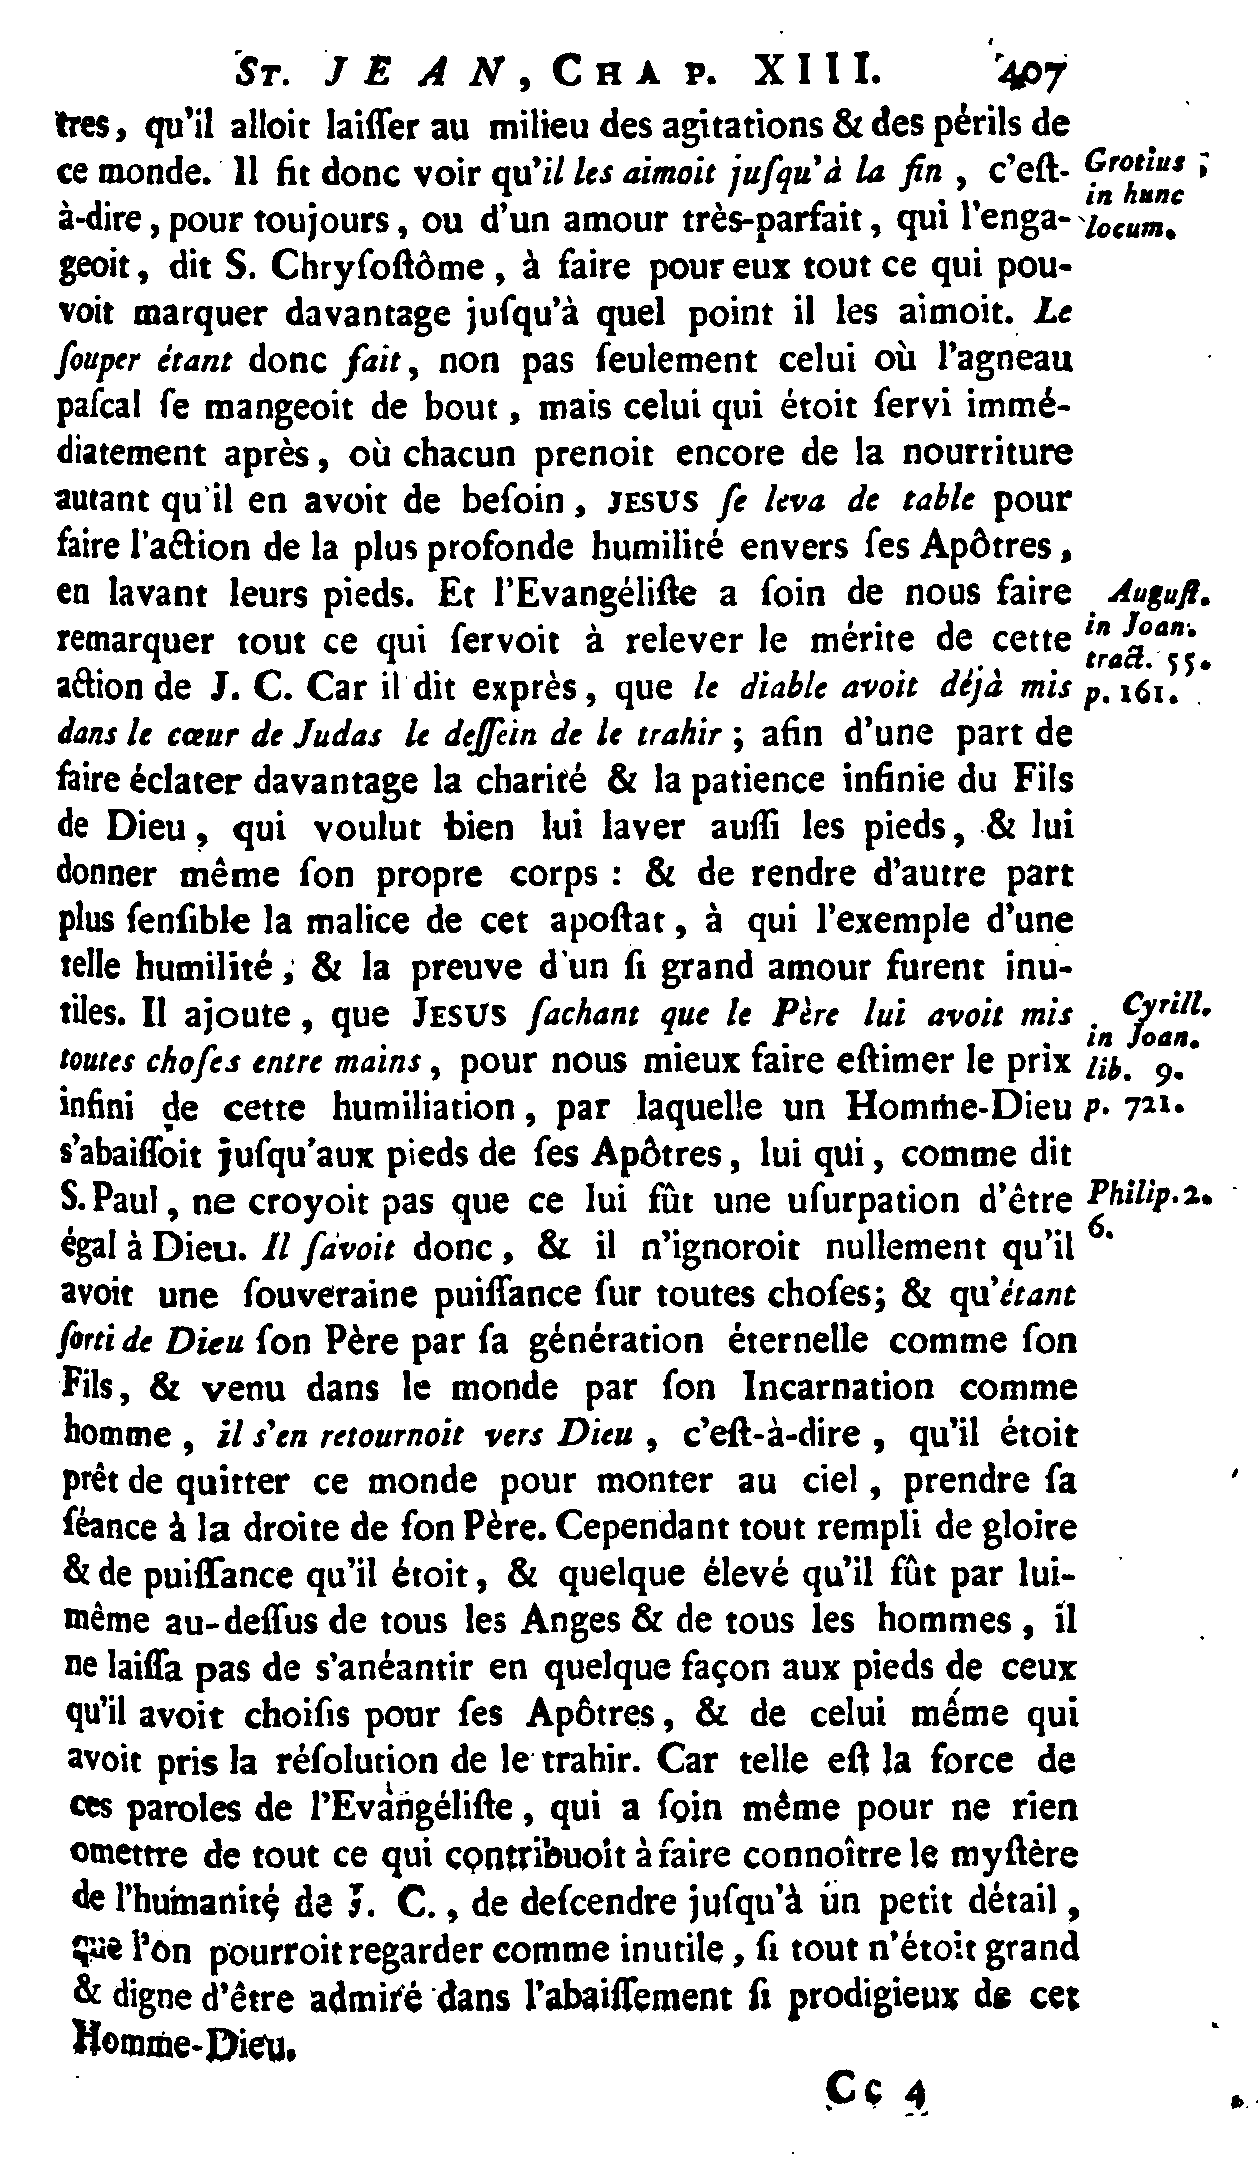 ST. JEAN, CHAP. XIII. 407
tres, qu'il alloit laiſſer au milieu des agitations & des périls de
ce monde. Il fit donc voir qu'il les aimoit juſqu'à la fin, c'eſt-
Grotius
in hunc
locum.
à-dire, pour toujours, ou d'un amour très-parfait, qui l'enga-
geoit, dit S. Chryſoſtôme, à faire pour eux tout ce qui pou-
voit marquer davantage juſqu'à quel point il les aimoit. Le
ſouper étant donc fait, non pas ſeulement celui où l'agneau
paſcal ſe mangeoit de bout, mais celui qui étoit ſervi immé-
diatement après, où chacun prenoit encore de la nourriture
autant qu'il en avoit de beſoin, JESUS ſe leva de table pour
faire l'action de la plus profonde humilité envers ſes Apôtres,
en lavant leurs pieds. Et l'Evangéliſte a ſoin de nous faire
Auguſt.
in Joan.
tract. 55.
p. 161.
remarquer tout ce qui ſervoit à relever le mérite de cette
action de J. C. Car il dit exprès, que le diable avoit déjà mis
dans le cœur de Judas le deſſein de le trahir; afin d'une part de
faire éclater davantage la charité & la patience infinie du Fils
de Dieu, qui voulut bien lui laver auſſi les pieds, & lui
donner même ſon propre corps : & de rendre d'autre part
plus ſenſible la malice de cet apoſtat, à qui l'exemple d'une
telle humilité, & la preuve d'un ſi grand amour furent inu-
tiles. Il ajoute, que JESUS ſachant que le Père lui avoit mis
Cyrill.
in Joan.
lib. 9.
p. 721.
toutes choſes entre mains, pour nous mieux faire eſtimer le prix
infini de cette humiliation, par laquelle un Homme-Dieu
s'abaiſſoit juſqu'aux pieds de ſes Apôtres, lui qui, comme dit
S. Paul, ne croyoit pas que ce lui fût une uſurpation d'être
Philip. 2.
6.
égal à Dieu. Il ſavoit donc, & il n'ignoroit nullement qu'il
avoit une ſouveraine puiſſance ſur toutes choſes; & qu'étant
ſorti de Dieu ſon Père par ſa génération éternelle comme ſon
Fils, & venu dans le monde par ſon Incarnation comme
homme, il s'en retournoit vers Dieu, c'eſt-à-dire, qu'il étoit
prêt de quitter ce monde pour monter au ciel, prendre ſa
ſéance à la droite de ſon Père. Cependant tout rempli de gloire
& de puiſſance qu'il étoit, & quelque élevé qu'il fût par lui-
même au-deſſus de tous les Anges & de tous les hommes, il
ne laiſſa pas de s'anéantir en quelque façon aux pieds de ceux
qu'il avoit choiſis pour ſes Apôtres, & de celui même qui
avoit pris la réſolution de le trahir. Car telle eſt la force de
ces paroles de l'Evangéliſte, qui a ſoin même pour ne rien
omettre de tout ce qui contribuoit à faire connoître le myſtère
de l'humanité de J. C., de deſcendre juſqu'à un petit détail,
que l'on pourroit regarder comme inutile, ſi tout n'étoit grand
& digne d'être admiré dans l'abaiſſement ſi prodigieux de cet
Homme-Dieu.
Cc 4